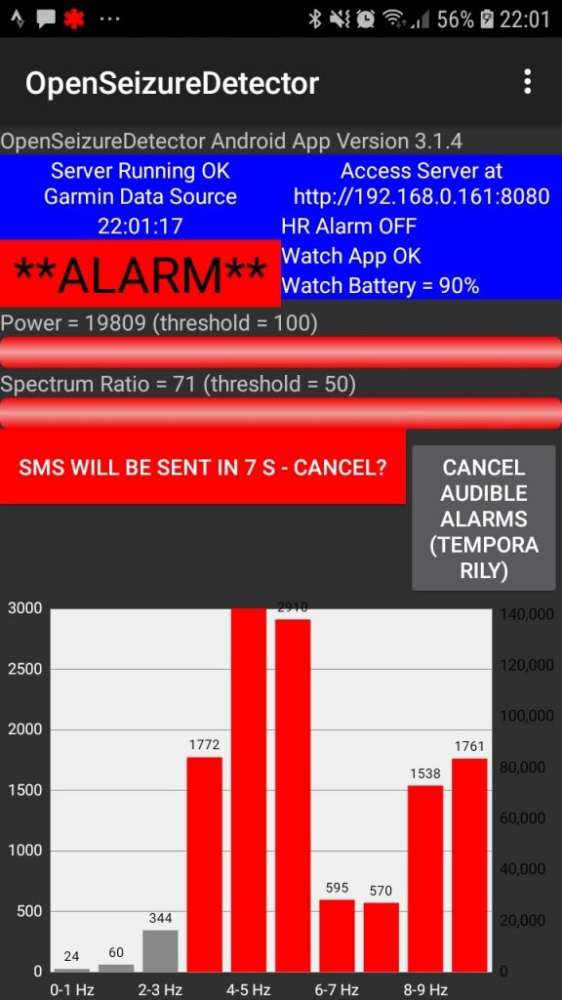 56% 22:01
OpenSeizureDetector
OpenSeizureDetector Android App Version 3.1.4
Server Running OK
Garmin Data Source
22:01:17
**ALARM**
Access Server at
http://192.168.0.161:8080
HR Alarm OFF
Watch App OK
Watch Battery = 90%
Power = 19809 (threshold = 100)
Spectrum Ratio = 71 (threshold = 50)
SMS WILL BE SENT IN 7 S - CANCEL?
CANCEL
AUDIBLE
ALARMS
(TEMPORA
RILY)
3000
2500
2000
1500
1000
500
0
24
60
344
1772
2910
595
570
1538
1761
140,000
120,000
100,000
80,000
60,000
40,000
20,000
0
0-1 Hz 2-3 Hz 4-5 Hz 6-7 Hz 8-9 Hz